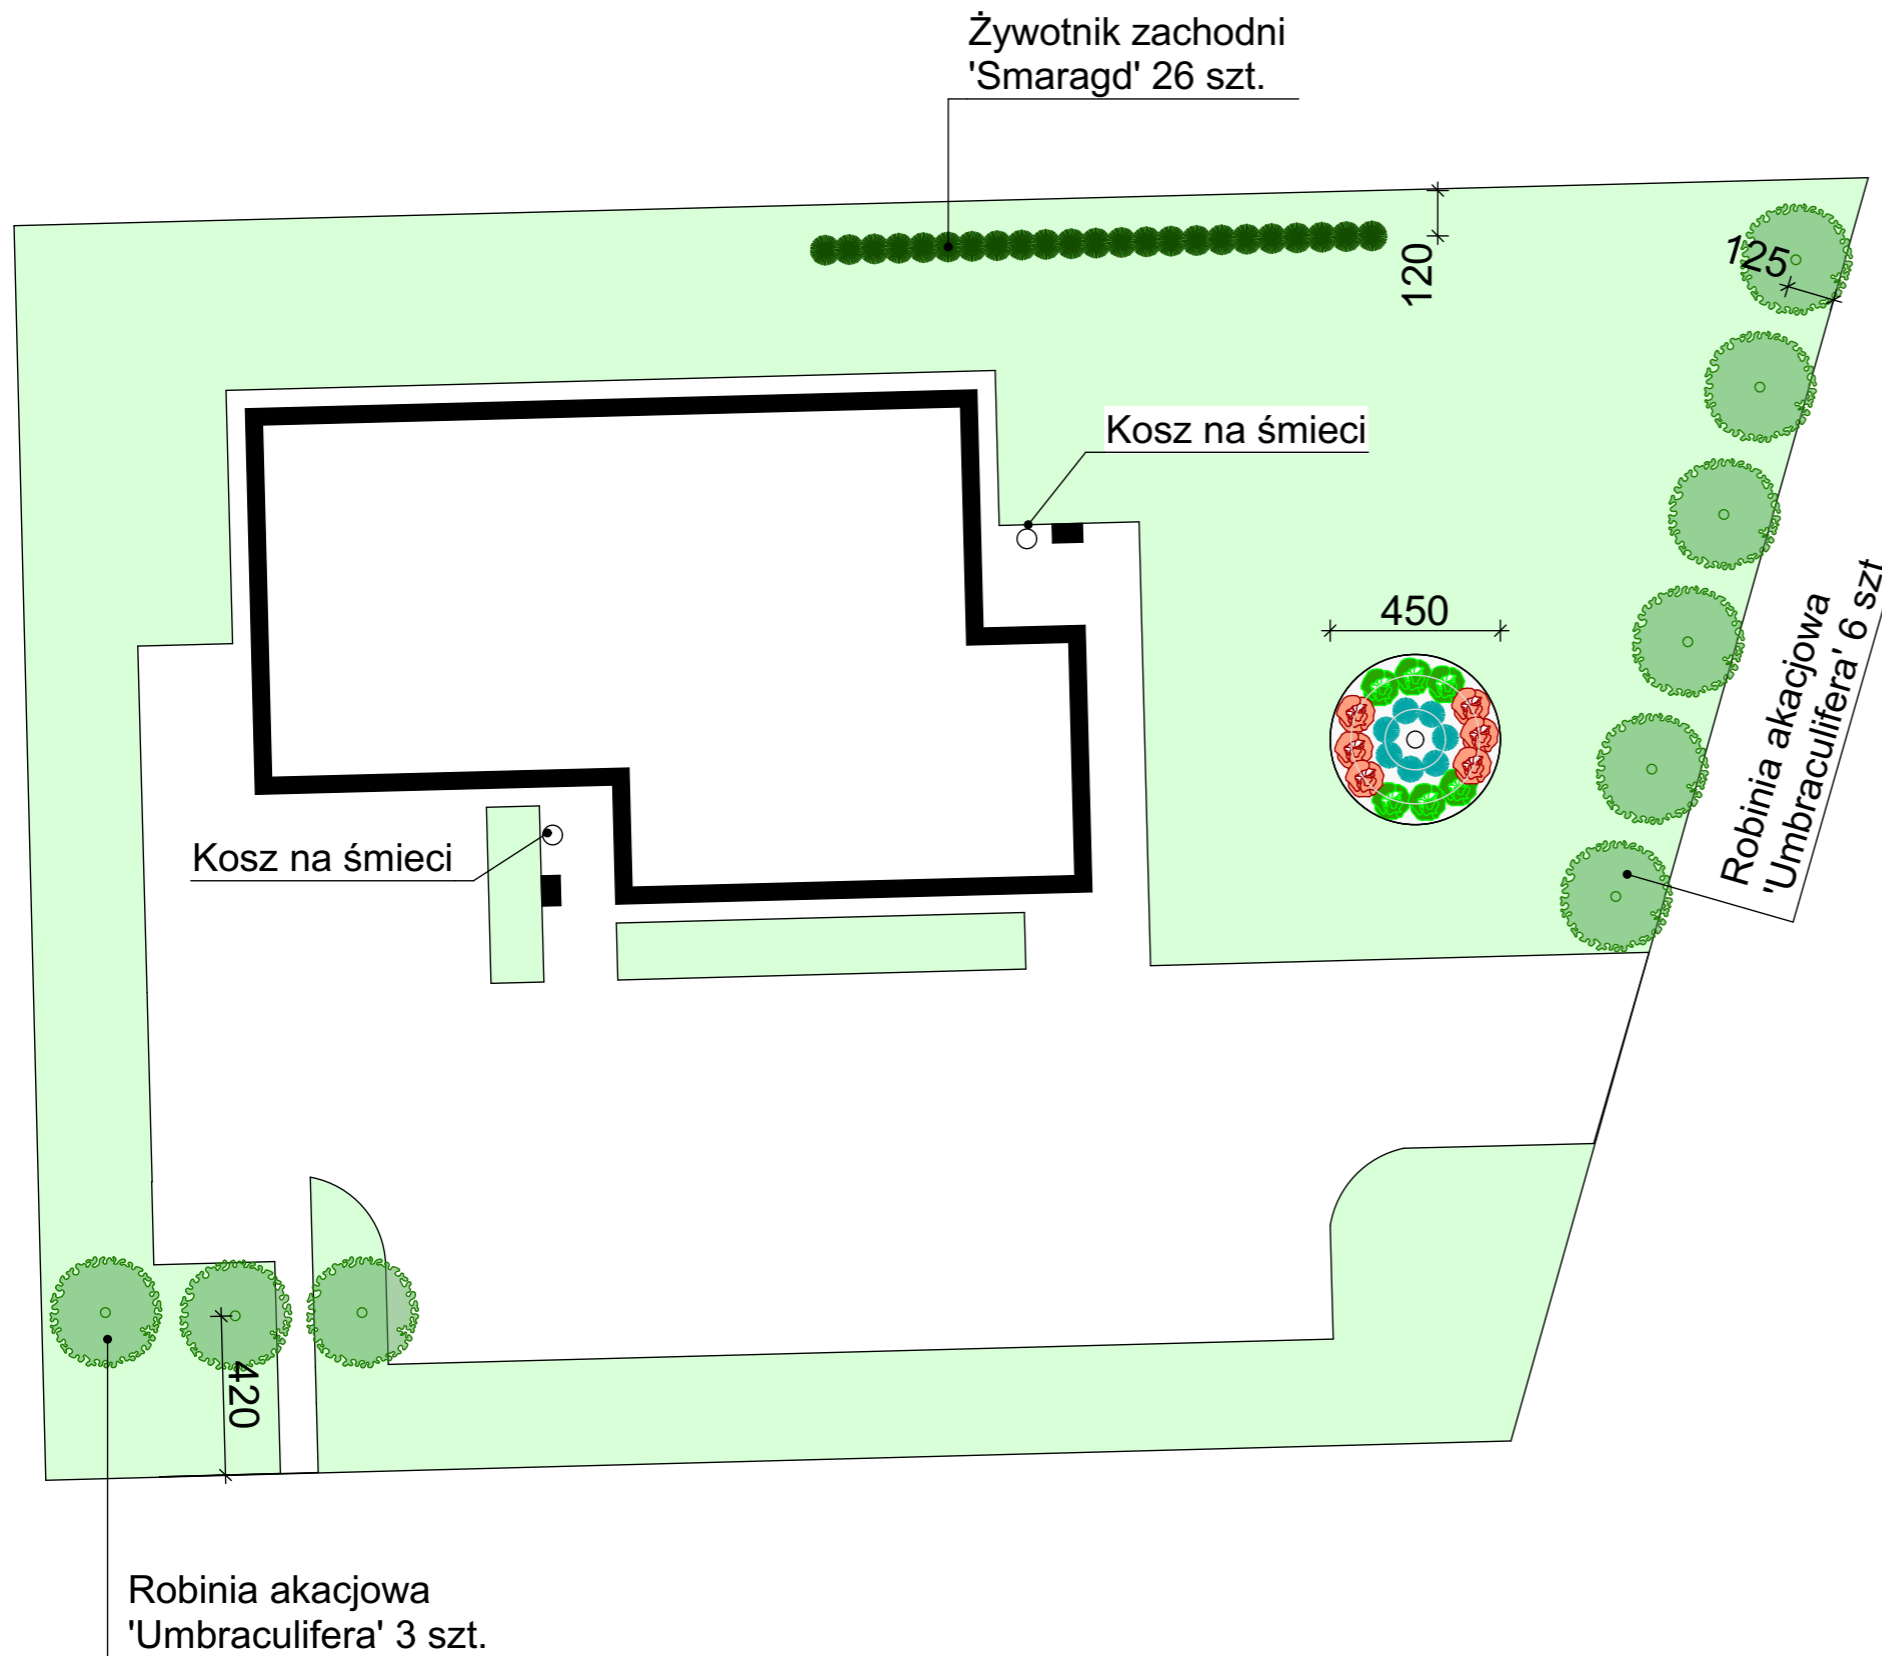 Żywotnik zachodni
'Smaragd' 26 szt.
120
125
Kosz na śmieci
450
Robinia akacjowa
'Umbraculifera' 6 szt
Kosz na śmieci
420
Robinia akacjowa
'Umbraculifera' 3 szt.